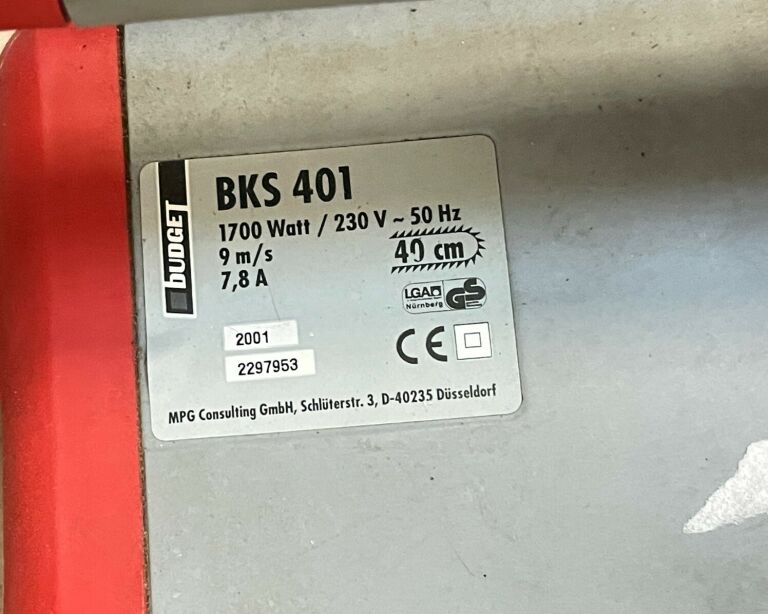 BUDGET
BKS 401
1700 Watt / 230 V ~ 50 Hz
9 m/s
40 cm
7,8 A
LGA
Nürnberg
GS
2001
CE
2297953
MPG Consulting GmbH, Schlüterstr. 3, D-40235 Düsseldorf